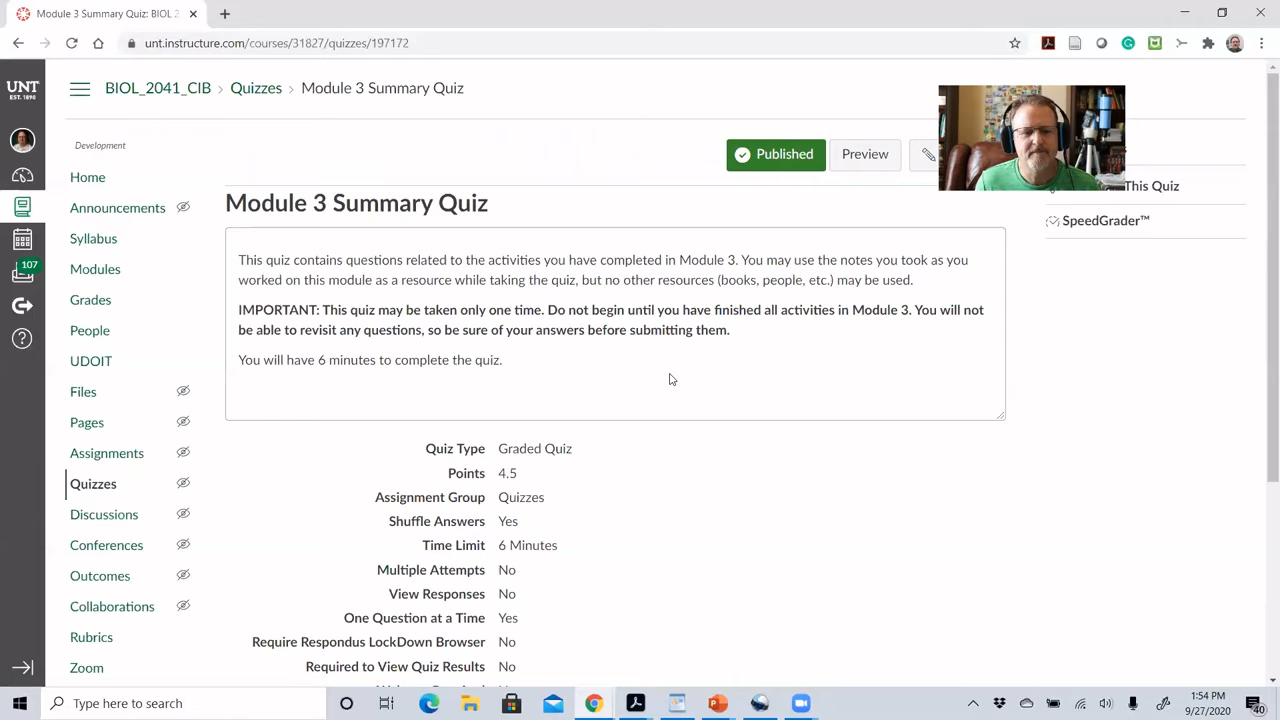 Module 3 Summary Quiz: BIOL 2
unt.instructure.com/courses/31827/quizzes/197172
UNT
EST. 1890
BIOL_2041_CIB > Quizzes > Module 3 Summary Quiz
Development
Published
Preview
Home
Announcements
Syllabus
Modules
Grades
People
UDOIT
Files
Pages
Assignments
Quizzes
Discussions
Conferences
Outcomes
Collaborations
Rubrics
Zoom
107
Module 3 Summary Quiz
This quiz contains questions related to the activities you have completed in Module 3. You may use the notes you took as you
worked on this module as a resource while taking the quiz, but no other resources (books, people, etc.) may be used.
IMPORTANT: This quiz may be taken only one time. Do not begin until you have finished all activities in Module 3. You will not
be able to revisit any questions, so be sure of your answers before submitting them.
You will have 6 minutes to complete the quiz.
Quiz Type Graded Quiz
Points 4.5
Assignment Group Quizzes
Shuffle Answers Yes
Time Limit 6 Minutes
Multiple Attempts No
View Responses No
One Question at a Time Yes
Require Respondus LockDown Browser No
Required to View Quiz Results No
This Quiz
SpeedGrader™
Type here to search
1:54 PM
9/27/2020
40